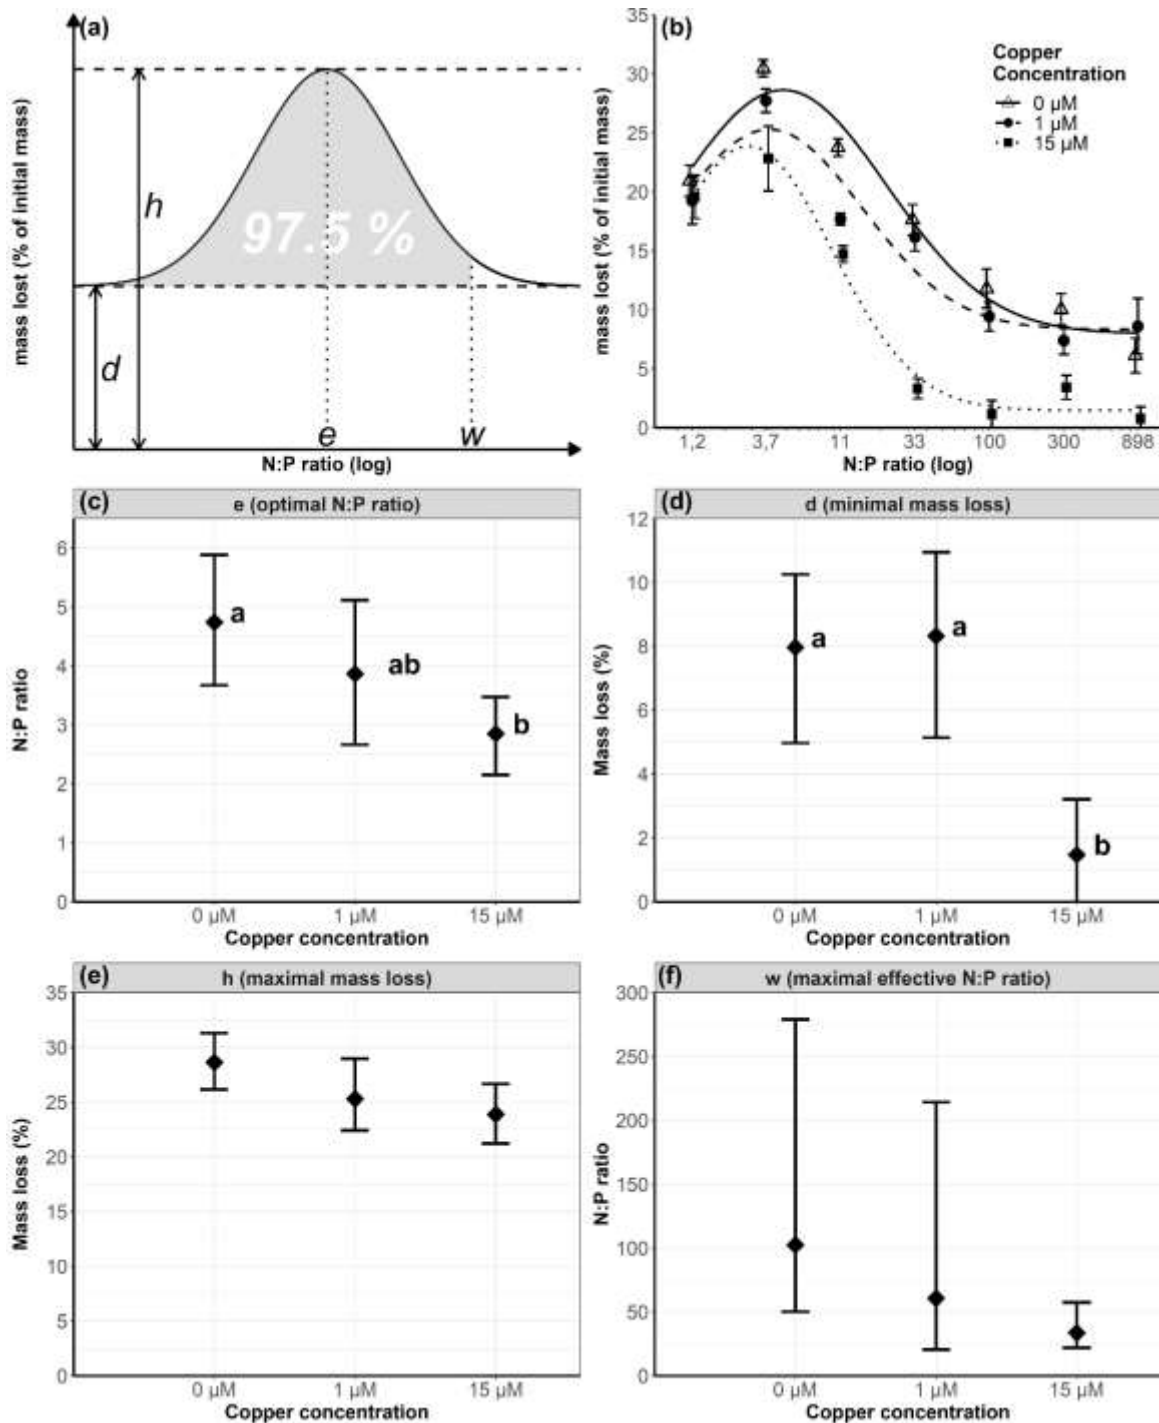 (a)
mass lost (% of initial mass)
h
97.5 %
d
e
w
N:P ratio (log)
(b)
mass lost (% of initial mass)
35
30
25
20
15
10
5
0
Copper
Concentration
0 µM
1 µM
15 µM
1,2 3,7 11 33 100 300 898
N:P ratio (log)
(c)
e (optimal N:P ratio)
N:P ratio
6
5
4
3
2
1
0
a
ab
b
0 µM 1 µM 15 µM
Copper concentration
(d)
d (minimal mass loss)
Mass loss (%)
12
10
8
6
4
2
0
a
a
b
0 µM 1 µM 15 µM
Copper concentration
(e)
h (maximal mass loss)
Mass loss (%)
35
30
25
20
15
10
5
0
0 µM 1 µM 15 µM
Copper concentration
(f)
w (maximal effective N:P ratio)
N:P ratio
300
250
200
150
100
50
0
0 µM 1 µM 15 µM
Copper concentration